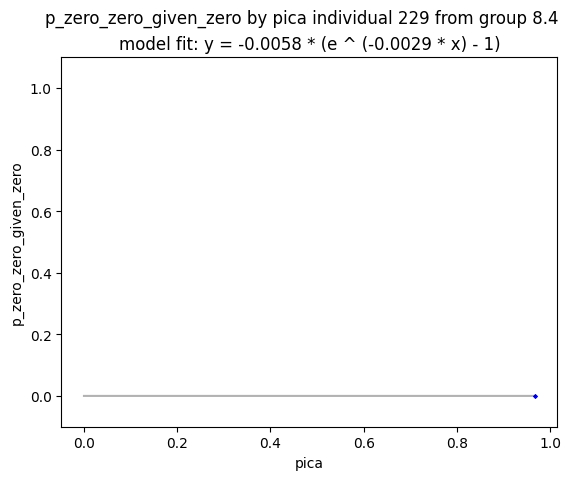 p_zero_zero_given_zero by pica individual 229 from group 8.4
model fit: y = -0.0058 * (e ^ (-0.0029 * x) - 1)
1.0
0.8
0.6
0.4
0.2
0.0
p_zero_zero_given_zero
0.0 0.2 0.4 0.6 0.8 1.0
pica